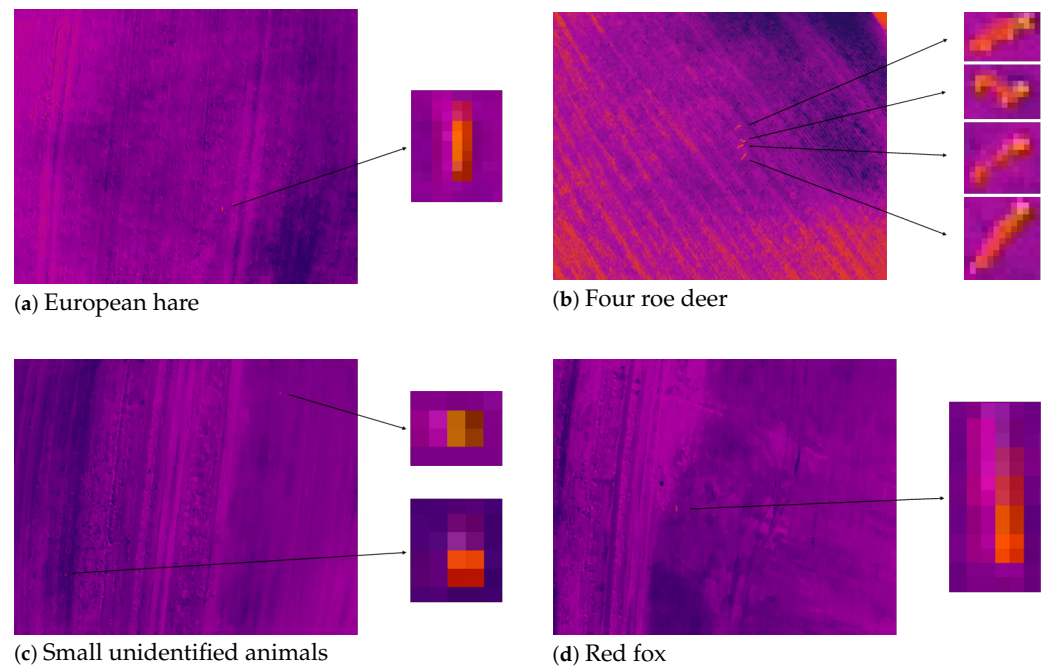 (a) European hare
(b) Four roe deer
(c) Small unidentified animals
(d) Red fox